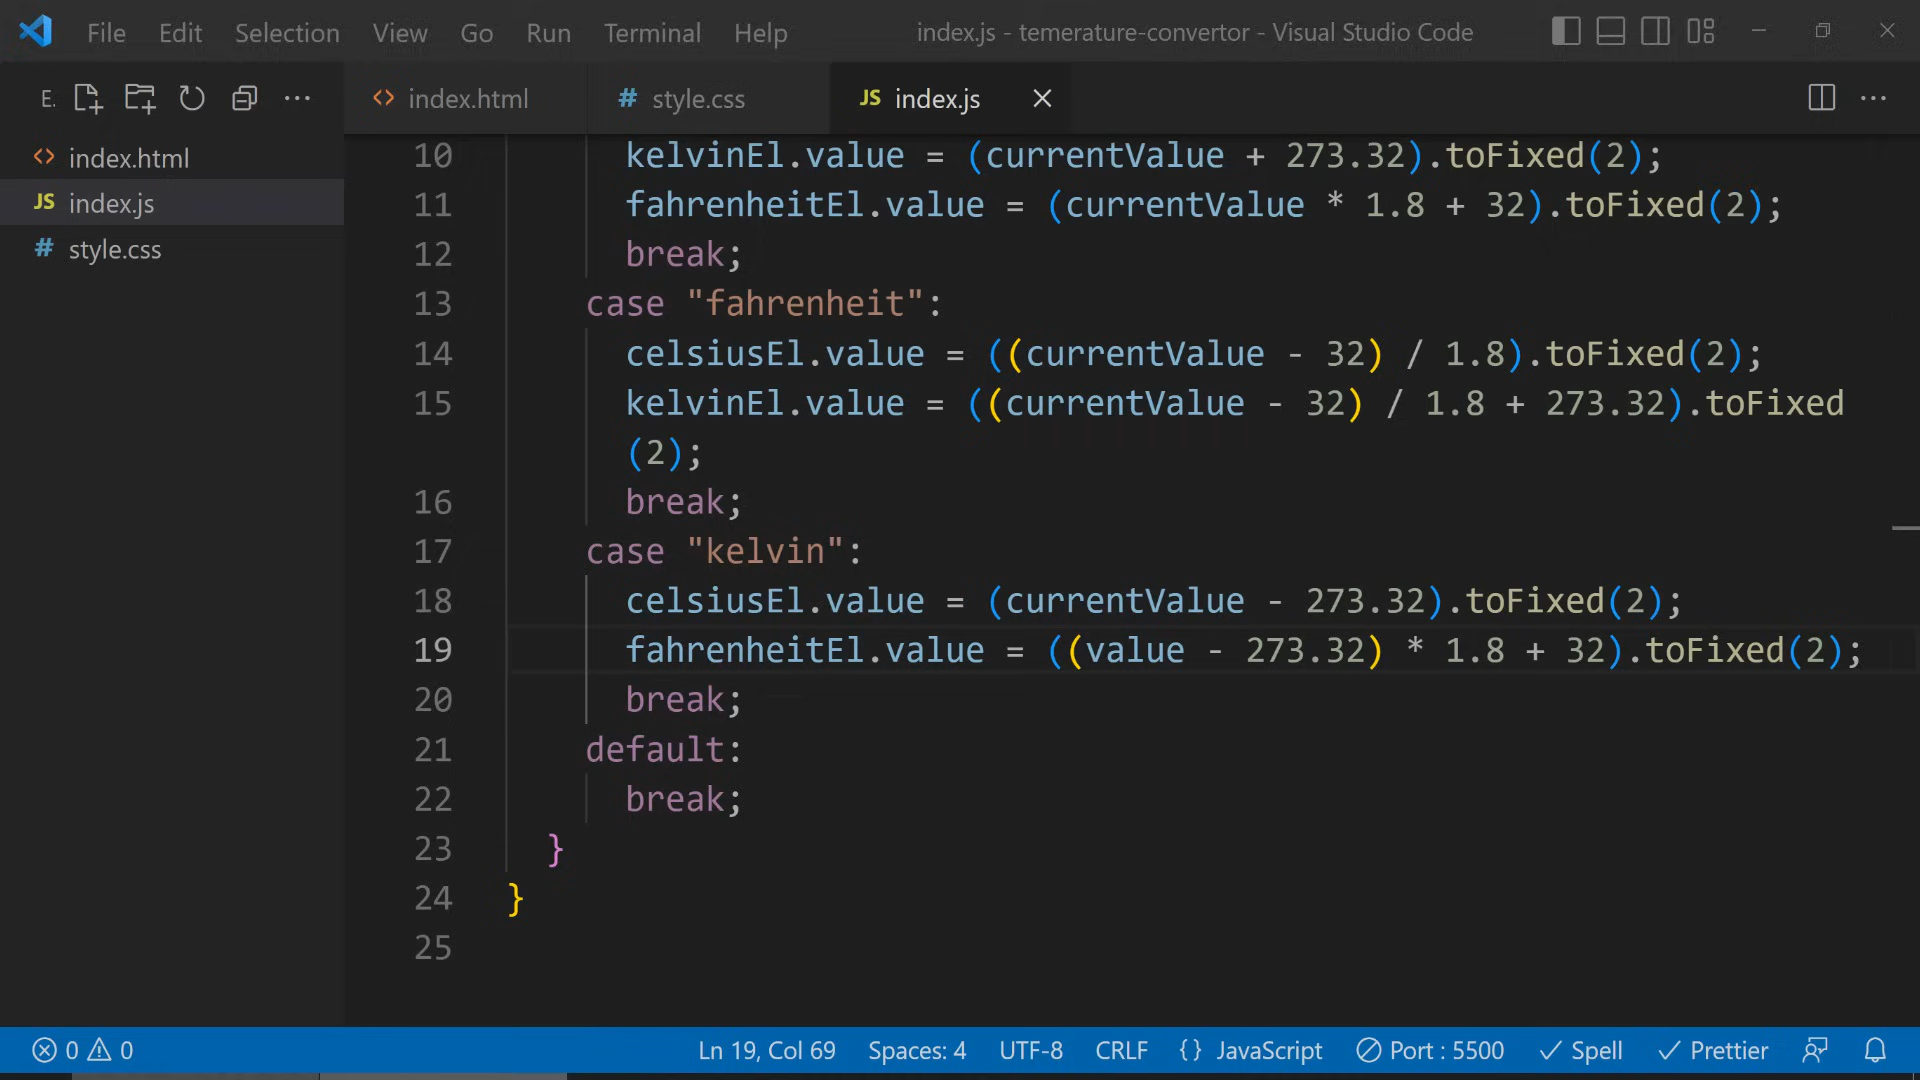 File Edit Selection View Go Run Terminal Help index.js - temerature-convertor - Visual Studio Code
E. ...
index.html
index.js
style.css
<> index.html # style.css JS index.js
10 kelvinEl.value = (currentValue + 273.32).toFixed(2);
11 fahrenheitEl.value = (currentValue * 1.8 + 32).toFixed(2);
12 break;
13 case "fahrenheit":
14 celsiusEl.value = ((currentValue - 32) / 1.8).toFixed(2);
15 kelvinEl.value = ((currentValue - 32) / 1.8 + 273.32).toFixed
(2);
16 break;
17 case "kelvin":
18 celsiusEl.value = (currentValue - 273.32).toFixed(2);
19 fahrenheitEl.value = ((value - 273.32) * 1.8 + 32).toFixed(2);
20 break;
21 default:
22 break;
23 }
24 }
25
0 0 Ln 19, Col 69 Spaces: 4 UTF-8 CRLF {} JavaScript Port : 5500 Spell Prettier